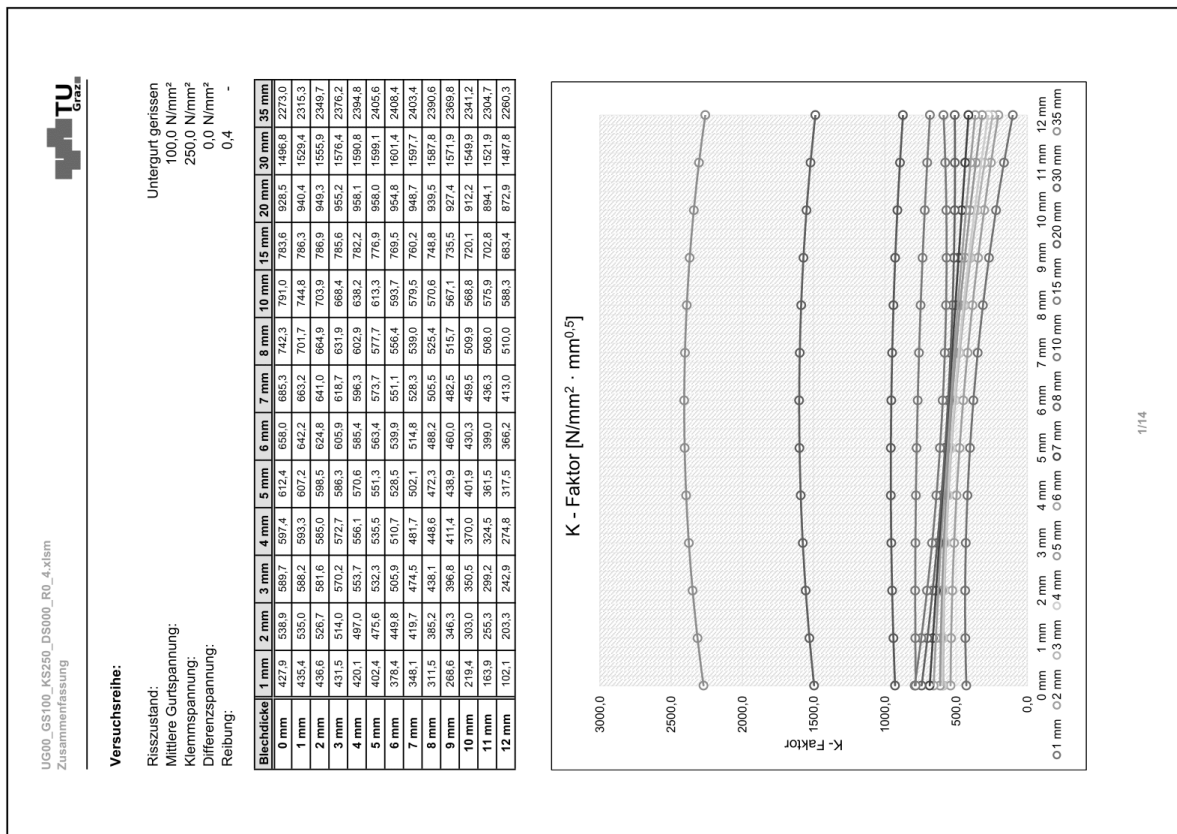 UG00_GS100_KS250_DS000_R0_4.xlsm
Zusammenfassung
TU
Graz
Versuchsreihe:
Risszustand: Untergurt gerissen
Mittlere Gurtspannung: 100,0 N/mm²
Klemmspannung: 250,0 N/mm²
Differenzspannung: 0,0 N/mm²
Reibung: 0,4 -
Blechdicke 1 mm 2 mm 3 mm 4 mm 5 mm 6 mm 7 mm 8 mm 10 mm 15 mm 20 mm 30 mm 35 mm
0 mm 427,9 538,9 589,7 597,4 612,4 658,0 685,3 742,3 791,0 783,6 928,5 1496,8 2273,0
1 mm 435,4 535,0 588,2 593,3 607,2 642,2 663,2 701,7 744,8 786,3 940,4 1529,4 2315,3
2 mm 436,6 526,7 581,6 585,0 598,5 624,8 641,0 664,9 703,9 786,9 949,3 1555,9 2349,7
3 mm 431,5 514,0 570,2 572,7 586,3 605,9 618,7 631,9 668,4 785,6 955,2 1576,4 2376,2
4 mm 420,1 497,0 553,7 556,1 570,6 585,4 596,3 602,9 638,2 782,2 958,1 1590,8 2394,8
5 mm 402,4 475,6 532,3 535,5 551,3 563,4 573,7 577,7 613,3 776,9 958,0 1599,1 2405,6
6 mm 378,4 449,8 505,9 510,7 528,5 539,9 551,1 556,4 593,7 769,5 954,8 1601,4 2408,4
7 mm 348,1 419,7 474,5 481,7 502,1 514,8 528,3 539,0 579,5 760,2 948,7 1597,7 2403,4
8 mm 311,5 385,2 438,1 448,6 472,3 488,2 505,5 525,4 570,6 748,8 939,5 1587,8 2390,6
9 mm 268,6 346,3 396,8 411,4 438,9 460,0 482,5 515,7 567,1 735,5 927,4 1571,9 2369,8
10 mm 219,4 303,0 350,5 370,0 401,9 430,3 459,5 509,9 568,8 720,1 912,2 1549,9 2341,2
11 mm 163,9 255,3 299,2 324,5 361,5 399,0 436,3 508,0 575,9 702,8 894,1 1521,9 2304,7
12 mm 102,1 203,3 242,9 274,8 317,5 366,2 413,0 510,0 588,3 683,4 872,9 1487,8 2260,3
K - Faktor [N/mm² · mm^0,5]
K - Faktor
3000,0
2500,0
2000,0
1500,0
1000,0
500,0
0,0
0 mm 1 mm 2 mm 3 mm 4 mm 5 mm 6 mm 7 mm 8 mm 9 mm 10 mm 11 mm 12 mm
1 mm 2 mm 3 mm 4 mm 5 mm 6 mm 7 mm 8 mm 10 mm 15 mm 20 mm 30 mm 35 mm
1/14